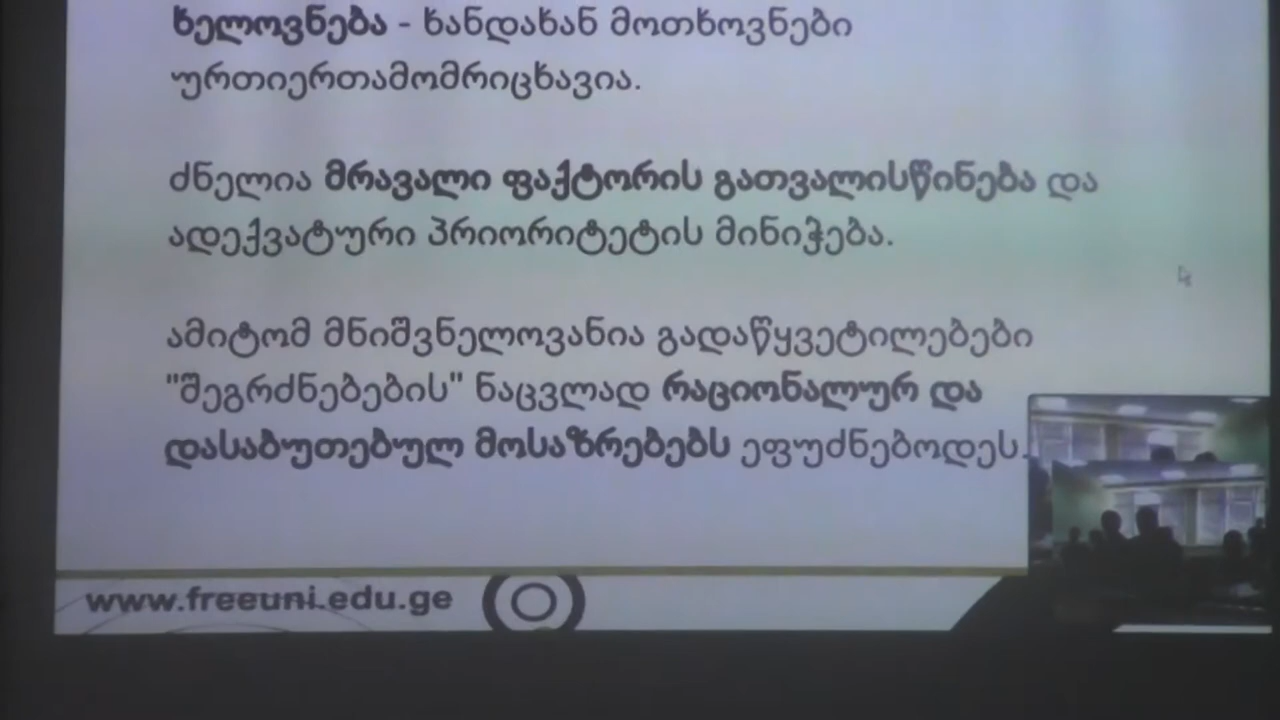 ხელოვნება - ხანდახან მოთხოვნები
ურთიერთამომრიცხავია.
ძნელია მრავალი ფაქტორის გათვალისწინება და
ადექვატური პრიორიტეტის მინიჭება.
ამიტომ მნიშვნელოვანია გადაწყვეტილებები
"შეგრძნებების" ნაცვლად რაციონალურ და
დასაბუთებულ მოსაზრებებს ეფუძნებოდეს.
www.freeuni.edu.ge